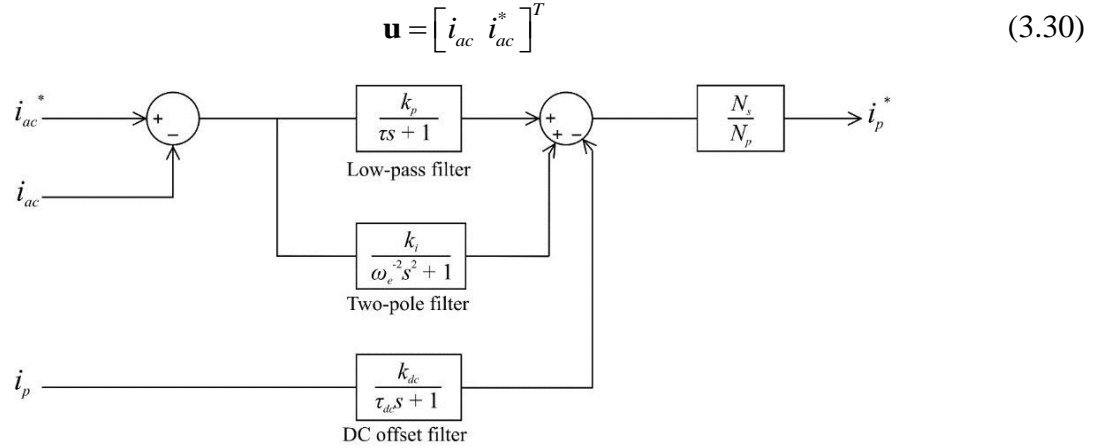 u = [i_ac i_ac^*]^T (3.30)
i_ac^*
+
−
k_p
τs + 1
Low-pass filter
+
+
−
N_s
N_p
i_p^*
i_ac
k_i
ω_e^-2 s^2 + 1
Two-pole filter
i_p
k_dc
τ_dc s + 1
DC offset filter